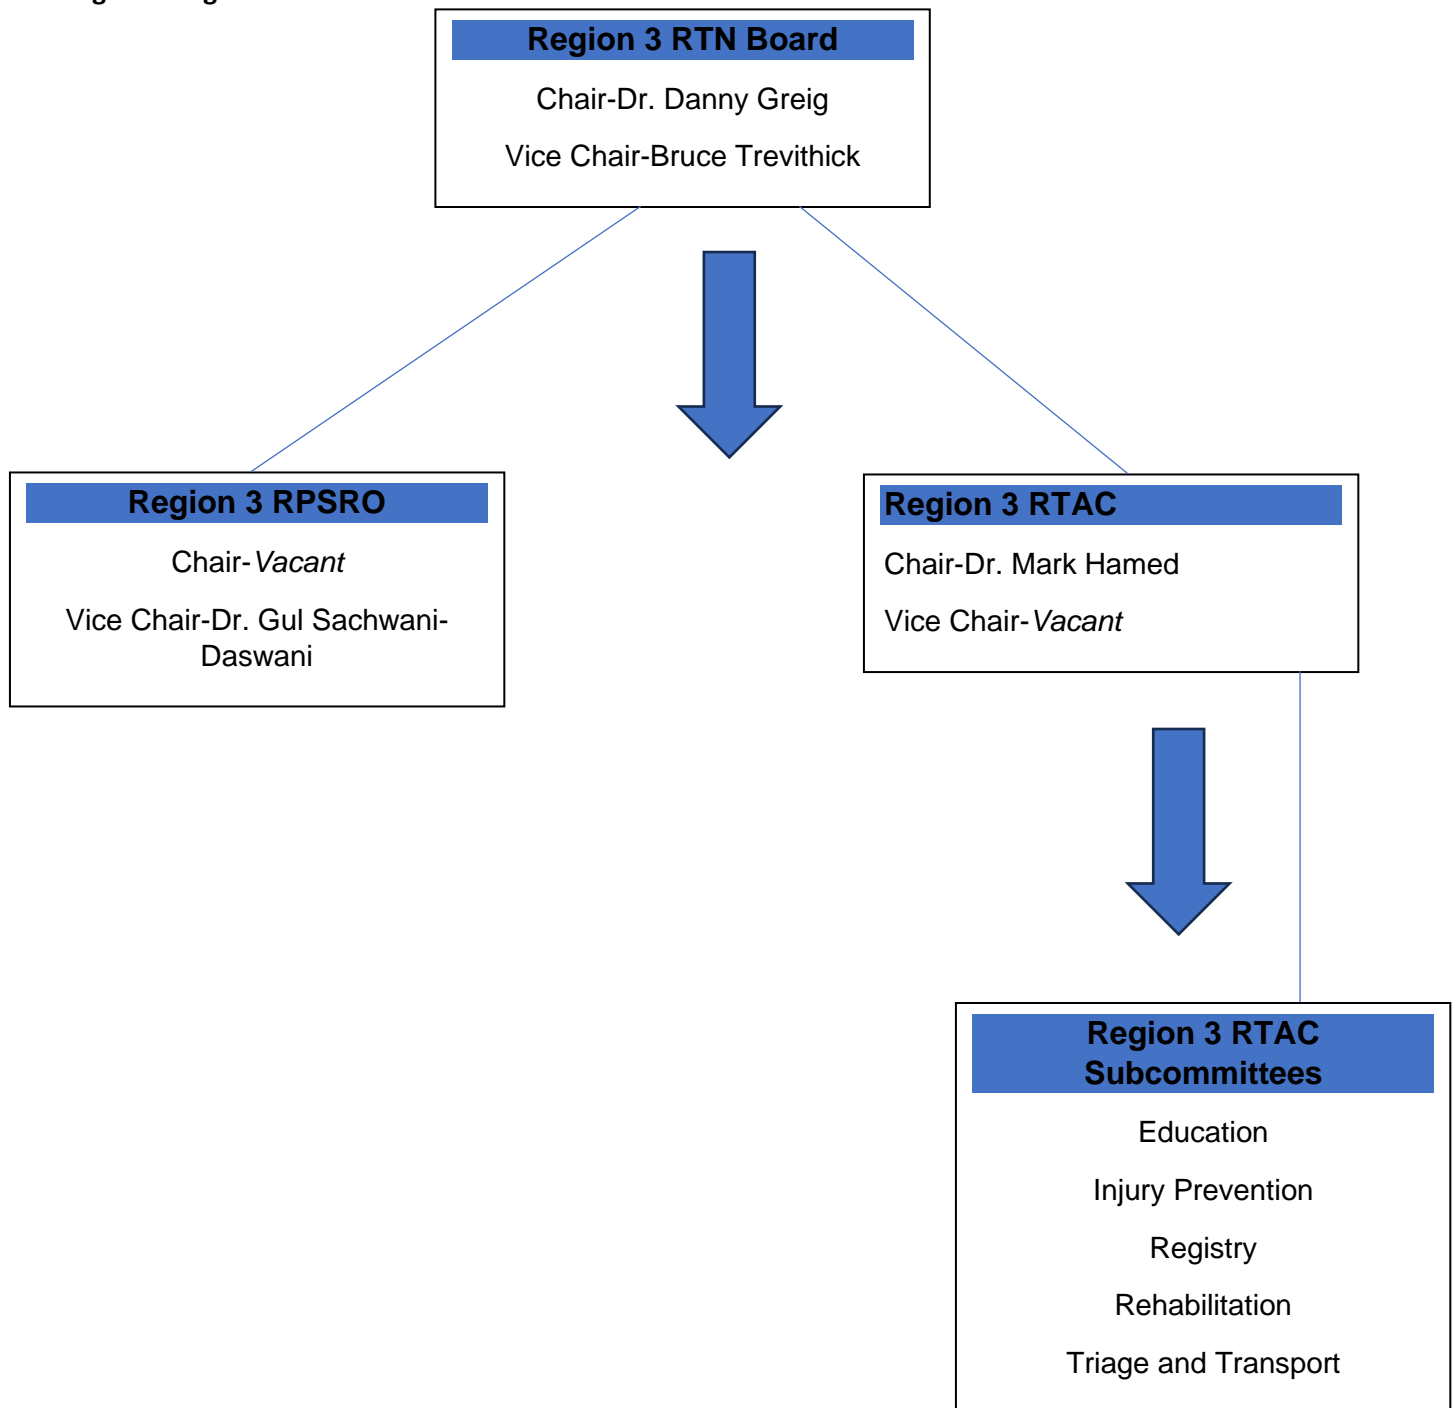 Region 3 RTN Board
Chair-Dr. Danny Greig
Vice Chair-Bruce Trevithick
Region 3 RPSRO
Chair-Vacant
Vice Chair-Dr. Gul Sachwani-
Daswani
Region 3 RTAC
Chair-Dr. Mark Hamed
Vice Chair-Vacant
Region 3 RTAC
Subcommittees
Education
Injury Prevention
Registry
Rehabilitation
Triage and Transport